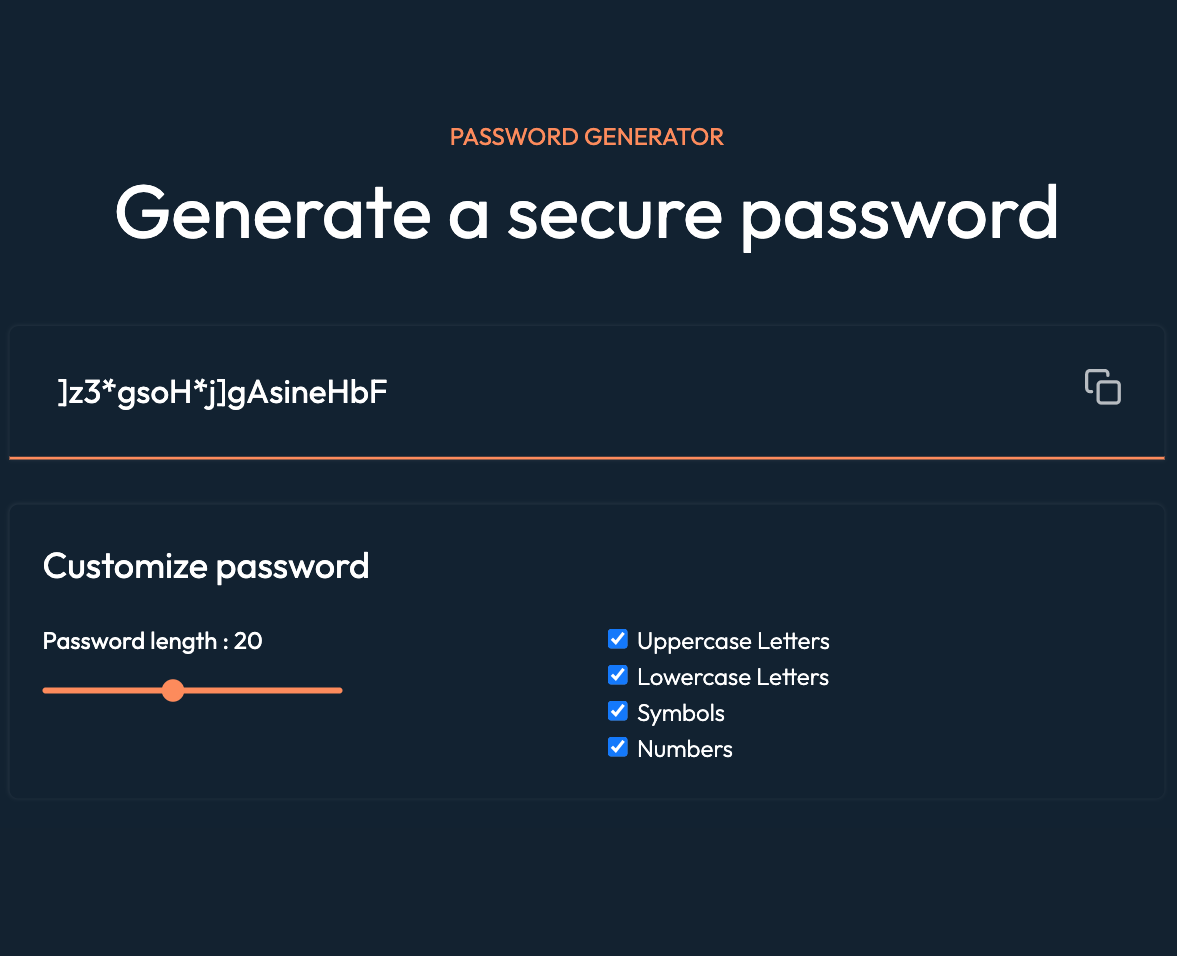 PASSWORD GENERATOR
Generate a secure password
]z3*gsoH*j]gAsineHbF
Customize password
Password length : 20
Uppercase Letters
Lowercase Letters
Symbols
Numbers